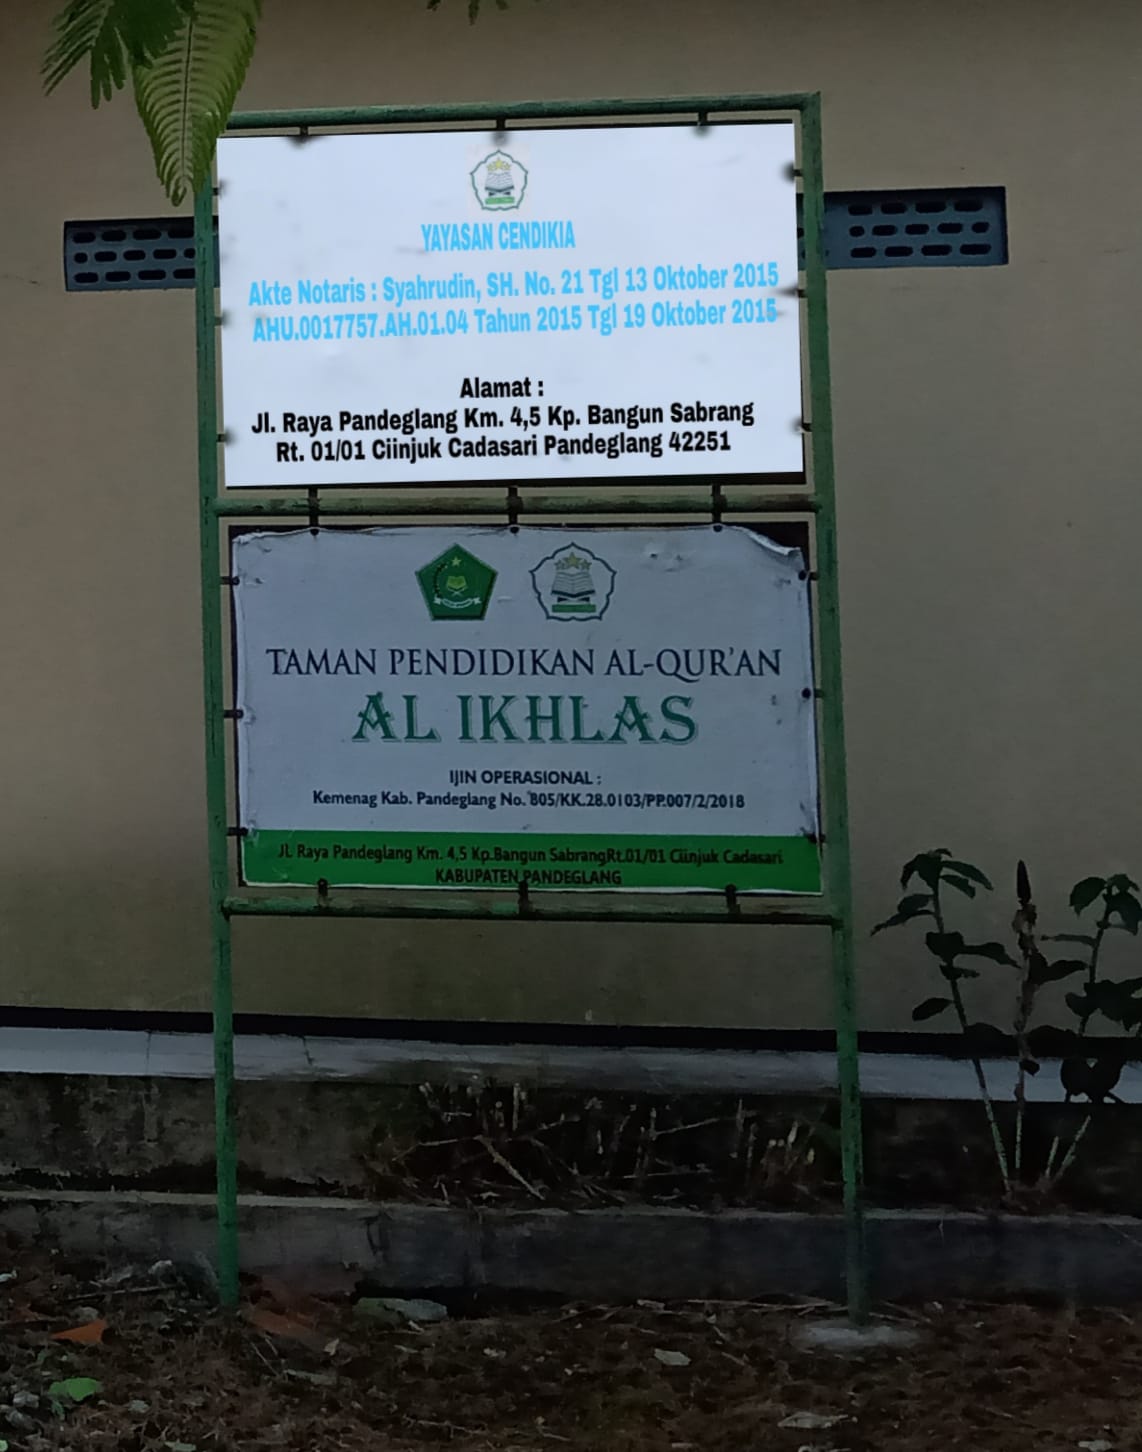 YAYASAN CENDIKIA
Akte Notaris : Syahrudin, SH. No. 21 Tgl 13 Oktober 2015
AHU.0017757.AH.01.04 Tahun 2015 Tgl 19 Oktober 2015
Alamat :
Jl. Raya Pandeglang Km. 4,5 Kp. Bangun Sabrang
Rt. 01/01 Ciinjuk Cadasari Pandeglang 42251
TAMAN PENDIDIKAN AL-QUR'AN
AL IKHLAS
IJIN OPERASIONAL :
Kemenag Kab. Pandeglang No. 805/KK.28.0103/PP.007/2/2018
Jl. Raya Pandeglang Km. 4,5 Kp.Bangun SabrangRt.01/01 Ciinjuk Cadasari
KABUPATEN PANDEGLANG